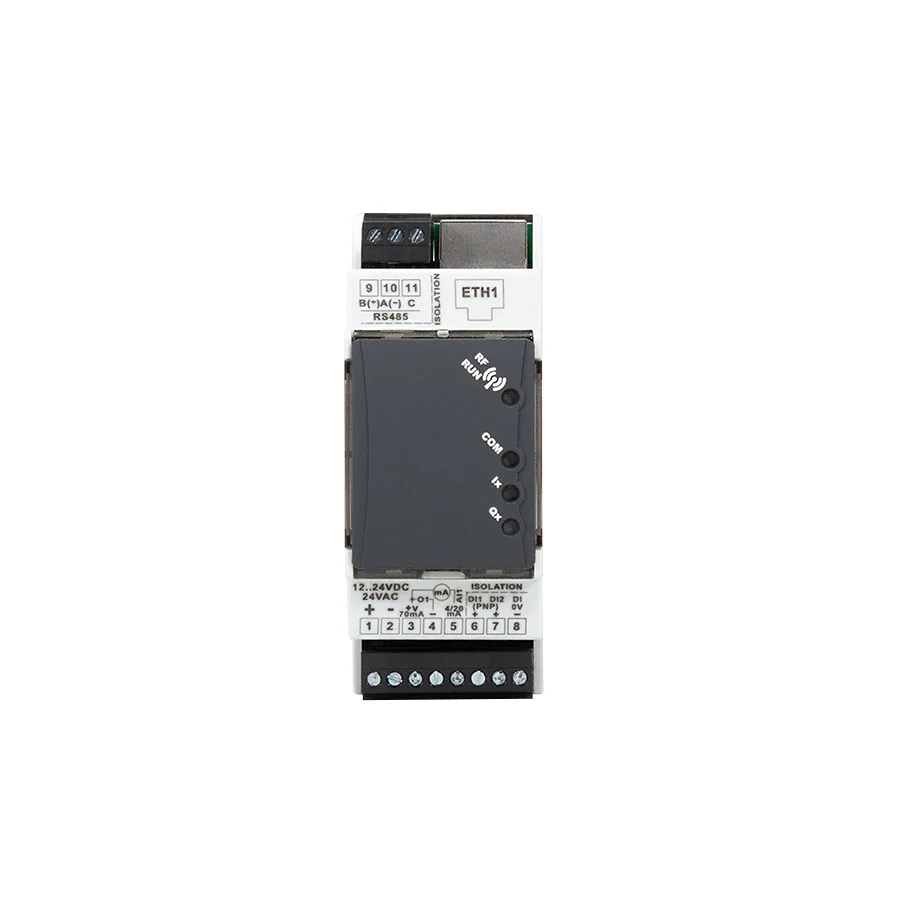 9 10 11
B(+)A(-) C
RS485
ISOLATION
ETH1
RF
RUN
COM
Ix
Qx
12..24VDC
24VAC
+ -
+O1
+V
70mA
-
mA
4/20
mA
AI1
ISOLATION
DI1 DI2 DI
(PNP) 0V
+ + -
1 2 3 4 5 6 7 8